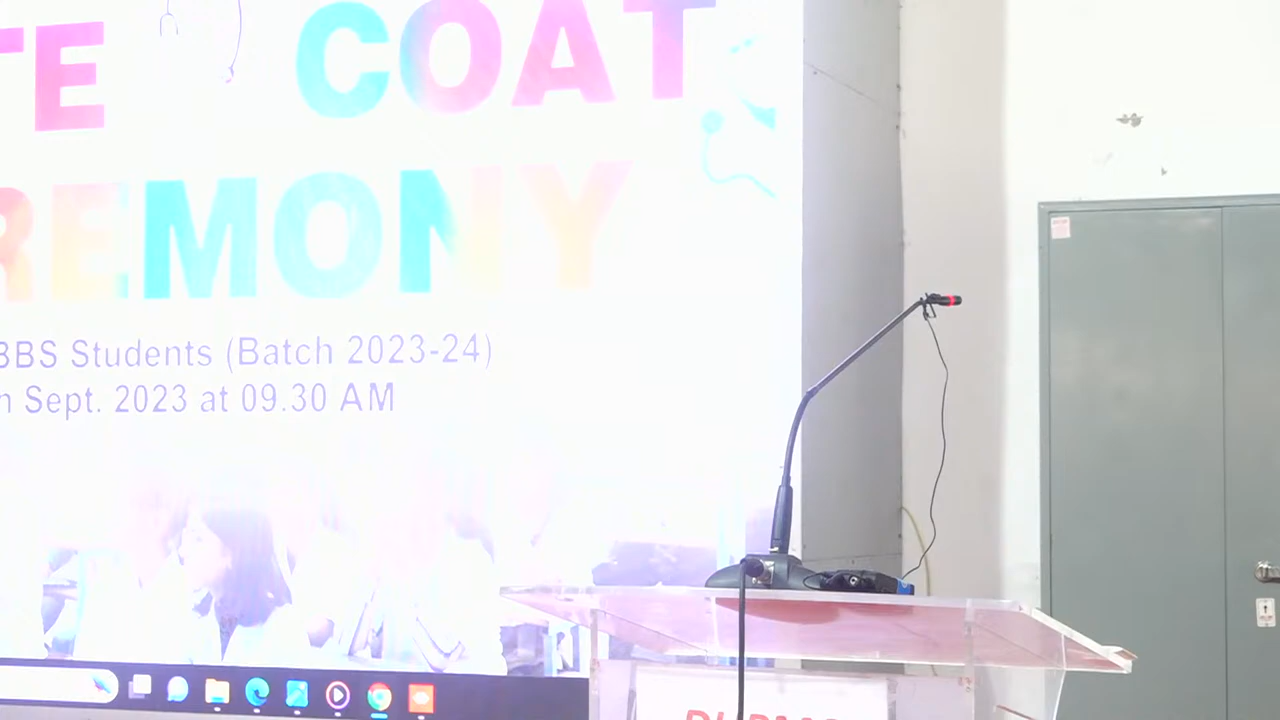 TE COAT
REMONY
BBS Students (Batch 2023-24)
n Sept. 2023 at 09.30 AM